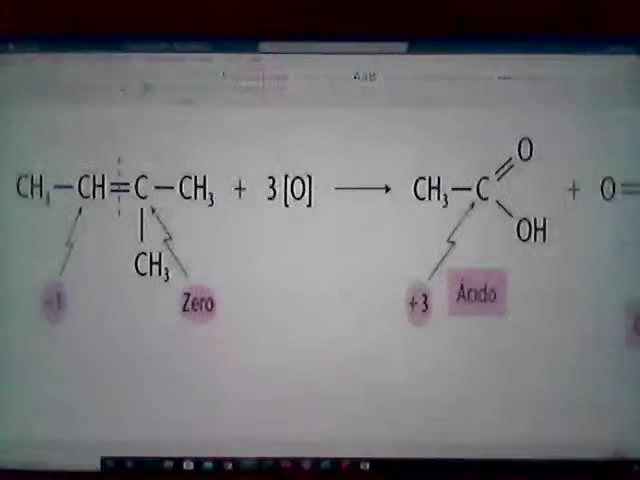 CH₃—CH=C—CH₃ + 3[O] ⟶ CH₃—C + O=
O
OH
CH₃
-1 Zero +3 Ácido